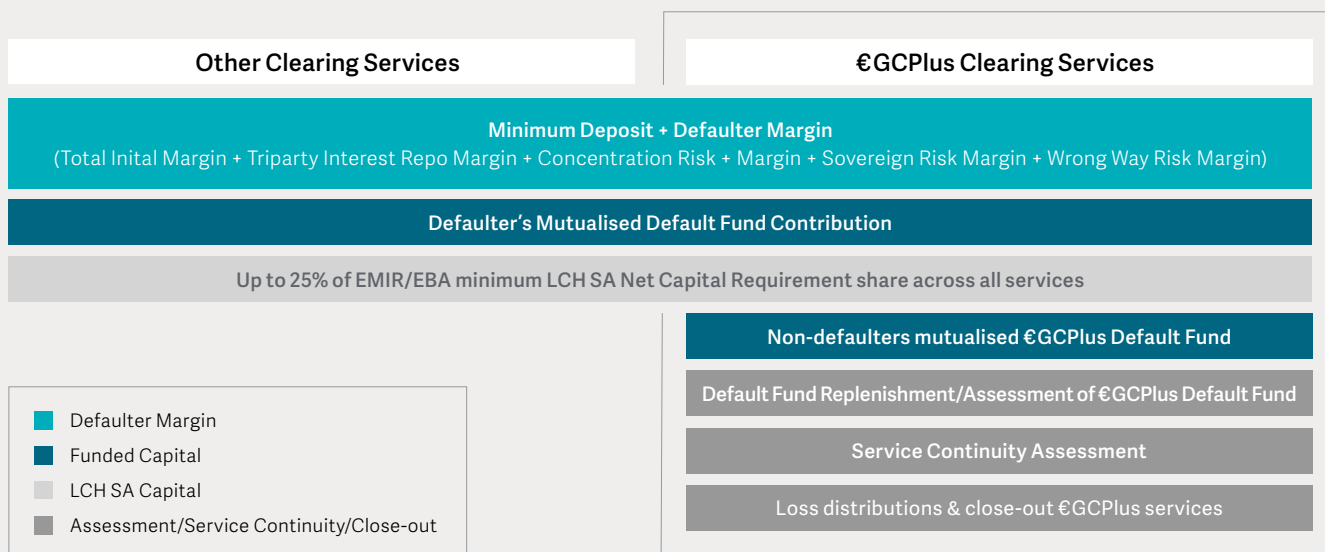 Other Clearing Services
€GCPlus Clearing Services
Minimum Deposit + Defaulter Margin
(Total Inital Margin + Triparty Interest Repo Margin + Concentration Risk + Margin + Sovereign Risk Margin + Wrong Way Risk Margin)
Defaulter's Mutualised Default Fund Contribution
Up to 25% of EMIR/EBA minimum LCH SA Net Capital Requirement share across all services
Non-defaulters mutualised €GCPlus Default Fund
Default Fund Replenishment/Assessment of €GCPlus Default Fund
Service Continuity Assessment
Loss distributions & close-out €GCPlus services
Defaulter Margin
Funded Capital
LCH SA Capital
Assessment/Service Continuity/Close-out